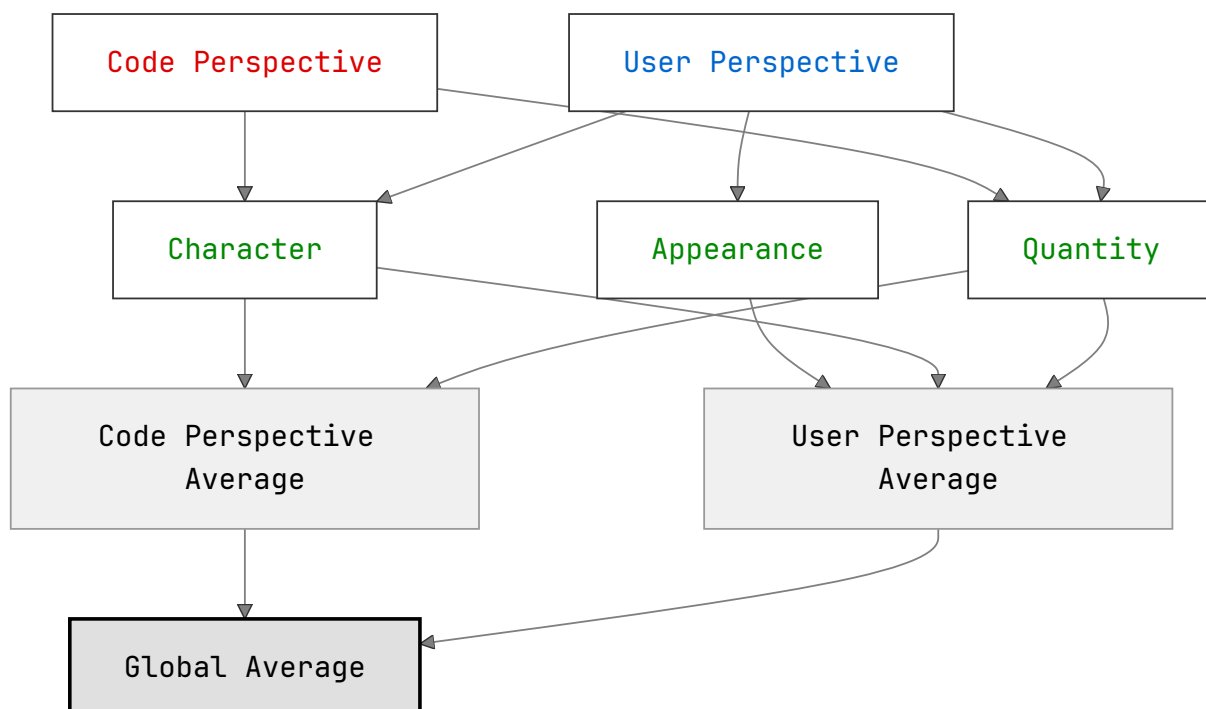 Code Perspective
User Perspective
Character
Appearance
Quantity
Code Perspective
Average
User Perspective
Average
Global Average